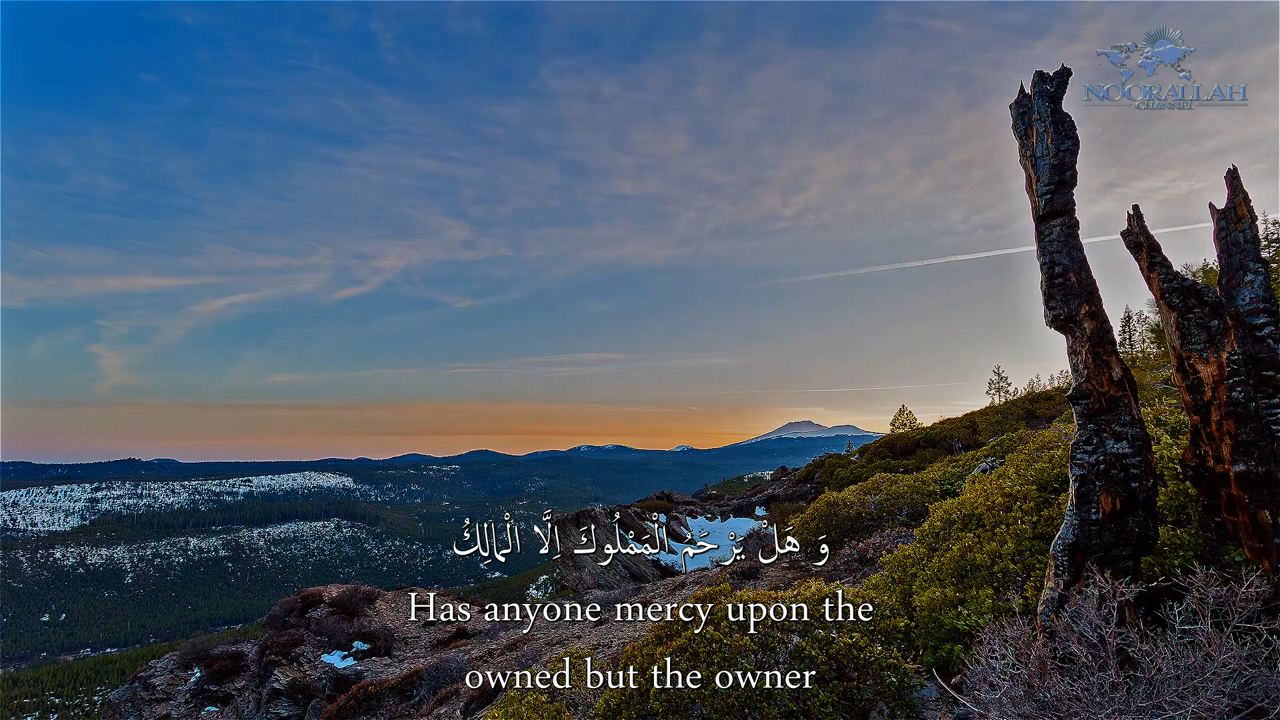 NOORALLAH
CHANNEL
وَ هَلْ يَرْحَمُ الْمَمْلُوكَ اِلَّا الْمَالِكُ
Has anyone mercy upon the
owned but the owner